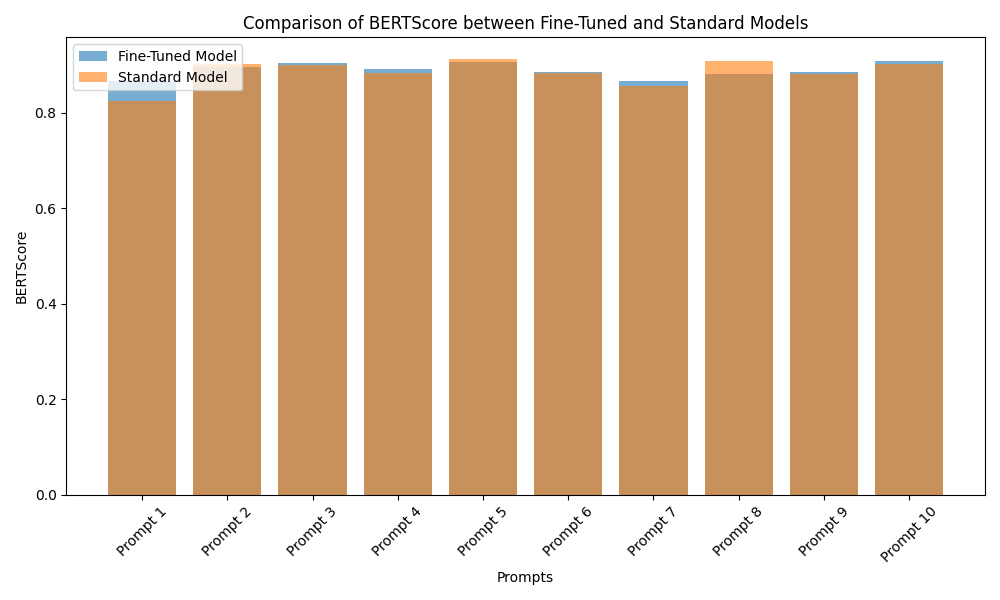 Comparison of BERTScore between Fine-Tuned and Standard Models
Fine-Tuned Model
Standard Model
BERTScore
0.8
0.6
0.4
0.2
0.0
Prompt 1
Prompt 2
Prompt 3
Prompt 4
Prompt 5
Prompt 6
Prompt 7
Prompt 8
Prompt 9
Prompt 10
Prompts